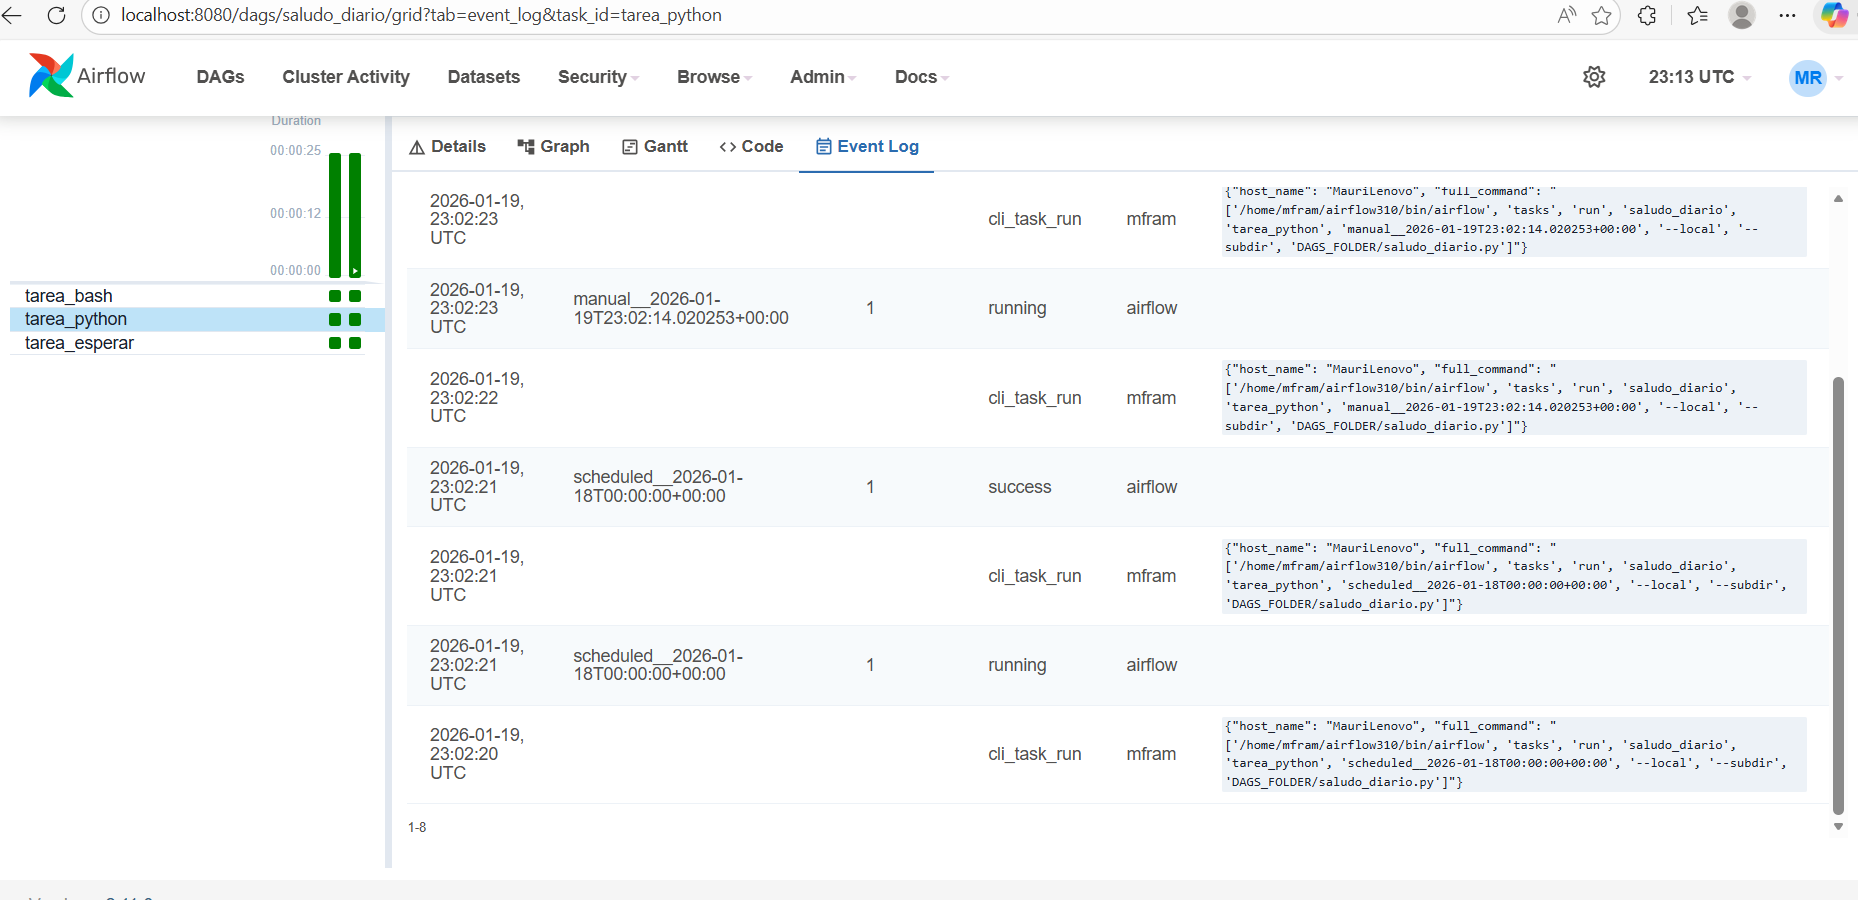 localhost:8080/dags/saludo_diario/grid?tab=event_log&task_id=tarea_python
Airflow
DAGs
Cluster Activity
Datasets
Security
Browse
Admin
Docs
23:13 UTC
MR
Duration
00:00:25
00:00:12
00:00:00
tarea_bash
tarea_python
tarea_esperar
Details
Graph
Gantt
Code
Event Log
2026-01-19,
23:02:23
UTC
cli_task_run
mfram
{"host_name": "MauriLenovo", "full_command": "
['/home/mfram/airflow310/bin/airflow', 'tasks', 'run', 'saludo_diario',
'tarea_python', 'manual__2026-01-19T23:02:14.020253+00:00', '--local', '--
subdir', 'DAGS_FOLDER/saludo_diario.py']"}
2026-01-19,
23:02:23
UTC
manual__2026-01-
19T23:02:14.020253+00:00
1
running
airflow
2026-01-19,
23:02:22
UTC
cli_task_run
mfram
{"host_name": "MauriLenovo", "full_command": "
['/home/mfram/airflow310/bin/airflow', 'tasks', 'run', 'saludo_diario',
'tarea_python', 'manual__2026-01-19T23:02:14.020253+00:00', '--local', '--
subdir', 'DAGS_FOLDER/saludo_diario.py']"}
2026-01-19,
23:02:21
UTC
scheduled__2026-01-
18T00:00:00+00:00
1
success
airflow
2026-01-19,
23:02:21
UTC
cli_task_run
mfram
{"host_name": "MauriLenovo", "full_command": "
['/home/mfram/airflow310/bin/airflow', 'tasks', 'run', 'saludo_diario',
'tarea_python', 'scheduled__2026-01-18T00:00:00+00:00', '--local', '--subdir',
'DAGS_FOLDER/saludo_diario.py']"}
2026-01-19,
23:02:21
UTC
scheduled__2026-01-
18T00:00:00+00:00
1
running
airflow
2026-01-19,
23:02:20
UTC
cli_task_run
mfram
{"host_name": "MauriLenovo", "full_command": "
['/home/mfram/airflow310/bin/airflow', 'tasks', 'run', 'saludo_diario',
'tarea_python', 'scheduled__2026-01-18T00:00:00+00:00', '--local', '--subdir',
'DAGS_FOLDER/saludo_diario.py']"}
1-8